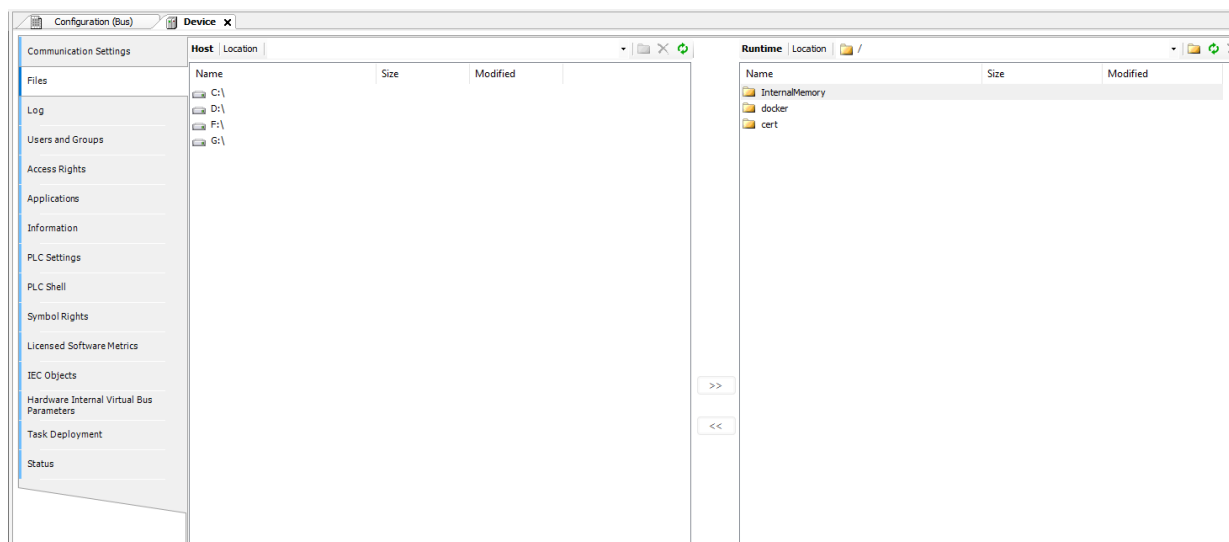 Configuration (Bus)
Device X
Communication Settings
Files
Log
Users and Groups
Access Rights
Applications
Information
PLC Settings
PLC Shell
Symbol Rights
Licensed Software Metrics
IEC Objects
Hardware Internal Virtual Bus
Parameters
Task Deployment
Status
Host Location
Name Size Modified
C:\
D:\
F:\
G:\
>>
<<
Runtime Location /
Name Size Modified
InternalMemory
docker
cert